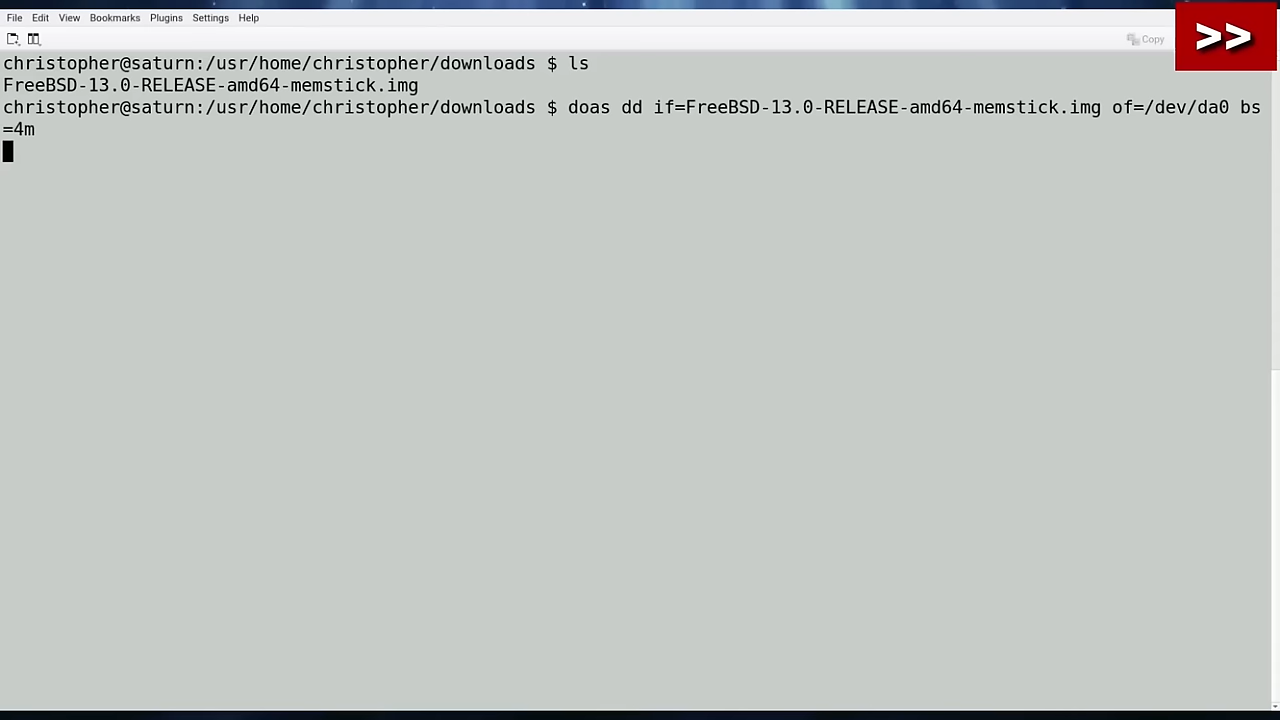 File Edit View Bookmarks Plugins Settings Help
Copy
>>
christopher@saturn:/usr/home/christopher/downloads $ ls
FreeBSD-13.0-RELEASE-amd64-memstick.img
christopher@saturn:/usr/home/christopher/downloads $ doas dd if=FreeBSD-13.0-RELEASE-amd64-memstick.img of=/dev/da0 bs
=4m